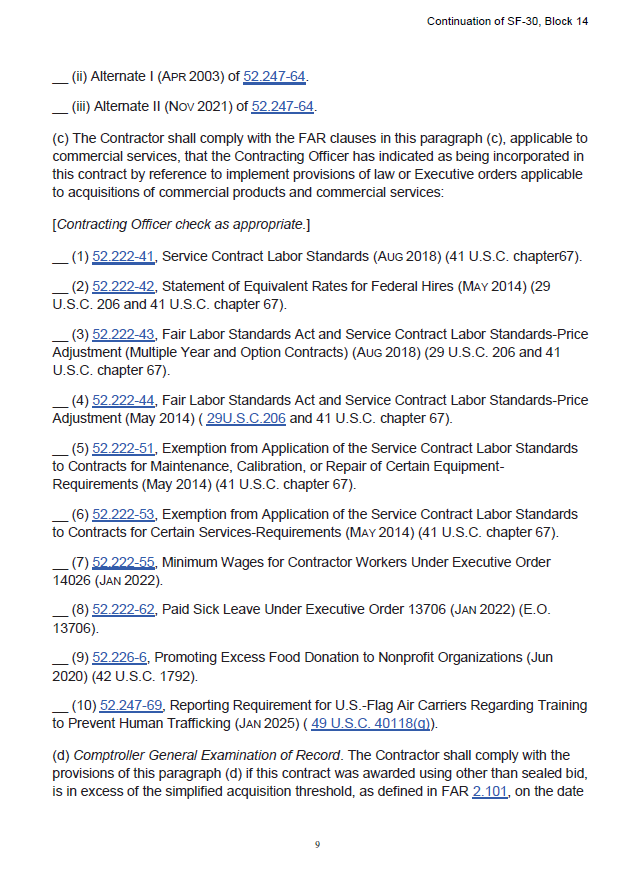 Continuation of SF-30, Block 14
__ (ii) Alternate I (APR 2003) of 52.247-64.
__ (iii) Alternate II (NOV 2021) of 52.247-64.
(c) The Contractor shall comply with the FAR clauses in this paragraph (c), applicable to
commercial services, that the Contracting Officer has indicated as being incorporated in
this contract by reference to implement provisions of law or Executive orders applicable
to acquisitions of commercial products and commercial services:
[Contracting Officer check as appropriate.]
__ (1) 52.222-41, Service Contract Labor Standards (AUG 2018) (41 U.S.C. chapter67).
__ (2) 52.222-42, Statement of Equivalent Rates for Federal Hires (MAY 2014) (29
U.S.C. 206 and 41 U.S.C. chapter 67).
__ (3) 52.222-43, Fair Labor Standards Act and Service Contract Labor Standards-Price
Adjustment (Multiple Year and Option Contracts) (AUG 2018) (29 U.S.C. 206 and 41
U.S.C. chapter 67).
__ (4) 52.222-44, Fair Labor Standards Act and Service Contract Labor Standards-Price
Adjustment (May 2014) ( 29U.S.C.206 and 41 U.S.C. chapter 67).
__ (5) 52.222-51, Exemption from Application of the Service Contract Labor Standards
to Contracts for Maintenance, Calibration, or Repair of Certain Equipment-
Requirements (May 2014) (41 U.S.C. chapter 67).
__ (6) 52.222-53, Exemption from Application of the Service Contract Labor Standards
to Contracts for Certain Services-Requirements (MAY 2014) (41 U.S.C. chapter 67).
__ (7) 52.222-55, Minimum Wages for Contractor Workers Under Executive Order
14026 (JAN 2022).
__ (8) 52.222-62, Paid Sick Leave Under Executive Order 13706 (JAN 2022) (E.O.
13706).
__ (9) 52.226-6, Promoting Excess Food Donation to Nonprofit Organizations (Jun
2020) (42 U.S.C. 1792).
__ (10) 52.247-69, Reporting Requirement for U.S.-Flag Air Carriers Regarding Training
to Prevent Human Trafficking (JAN 2025) ( 49 U.S.C. 40118(g)).
(d) Comptroller General Examination of Record. The Contractor shall comply with the
provisions of this paragraph (d) if this contract was awarded using other than sealed bid,
is in excess of the simplified acquisition threshold, as defined in FAR 2.101, on the date
9